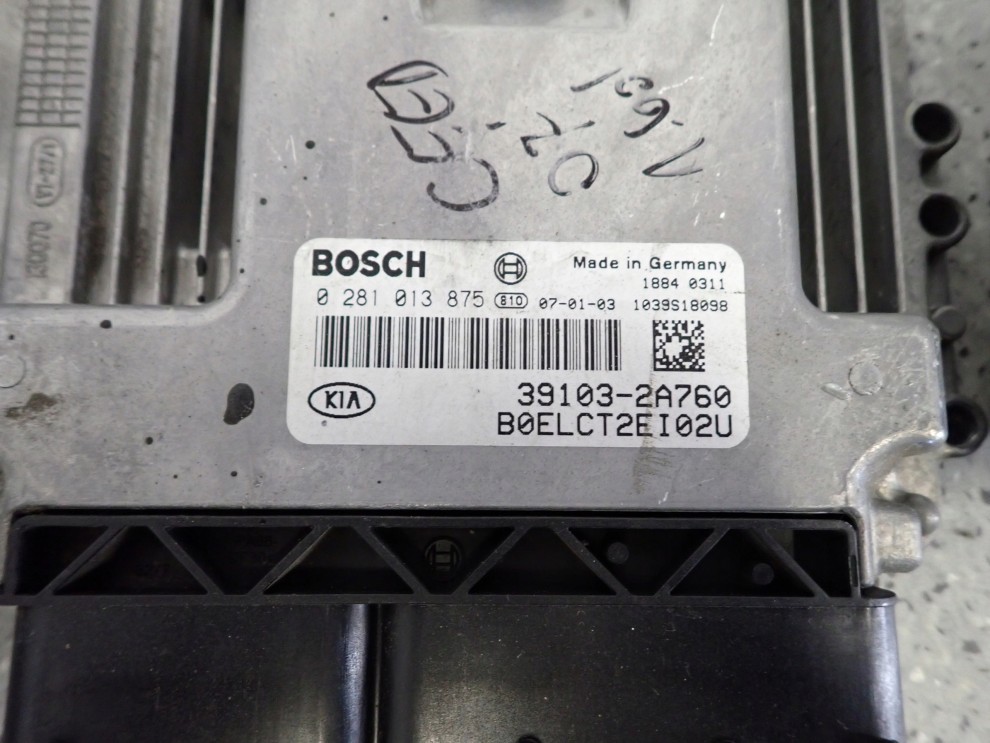 BOSCH
Made in Germany
1884 0311
0 281 013 875 810 07-01-03 1039S18098
KIA
39103-2A760
B0ELCT2EI02U
130070